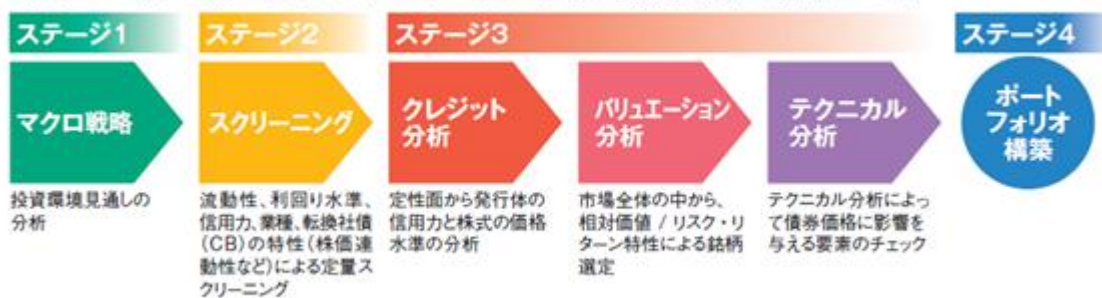 ステージ1
ステージ2
ステージ3
ステージ4
マクロ戦略
スクリーニング
クレジット
分析
バリュエーション
分析
テクニカル
分析
ポート
フォリオ
構築
投資環境見通しの
分析
流動性、利回り水準、
信用力、業種、転換社債
(CB)の特性(株価連
動性など)による定量ス
クリーニング
定性面から発行体の
信用力と株式の価格
水準の分析
市場全体の中から、
相対価値 / リスク・リ
ターン特性による銘柄
選定
テクニカル分析によっ
て債券価格に影響を
与える要素のチェック